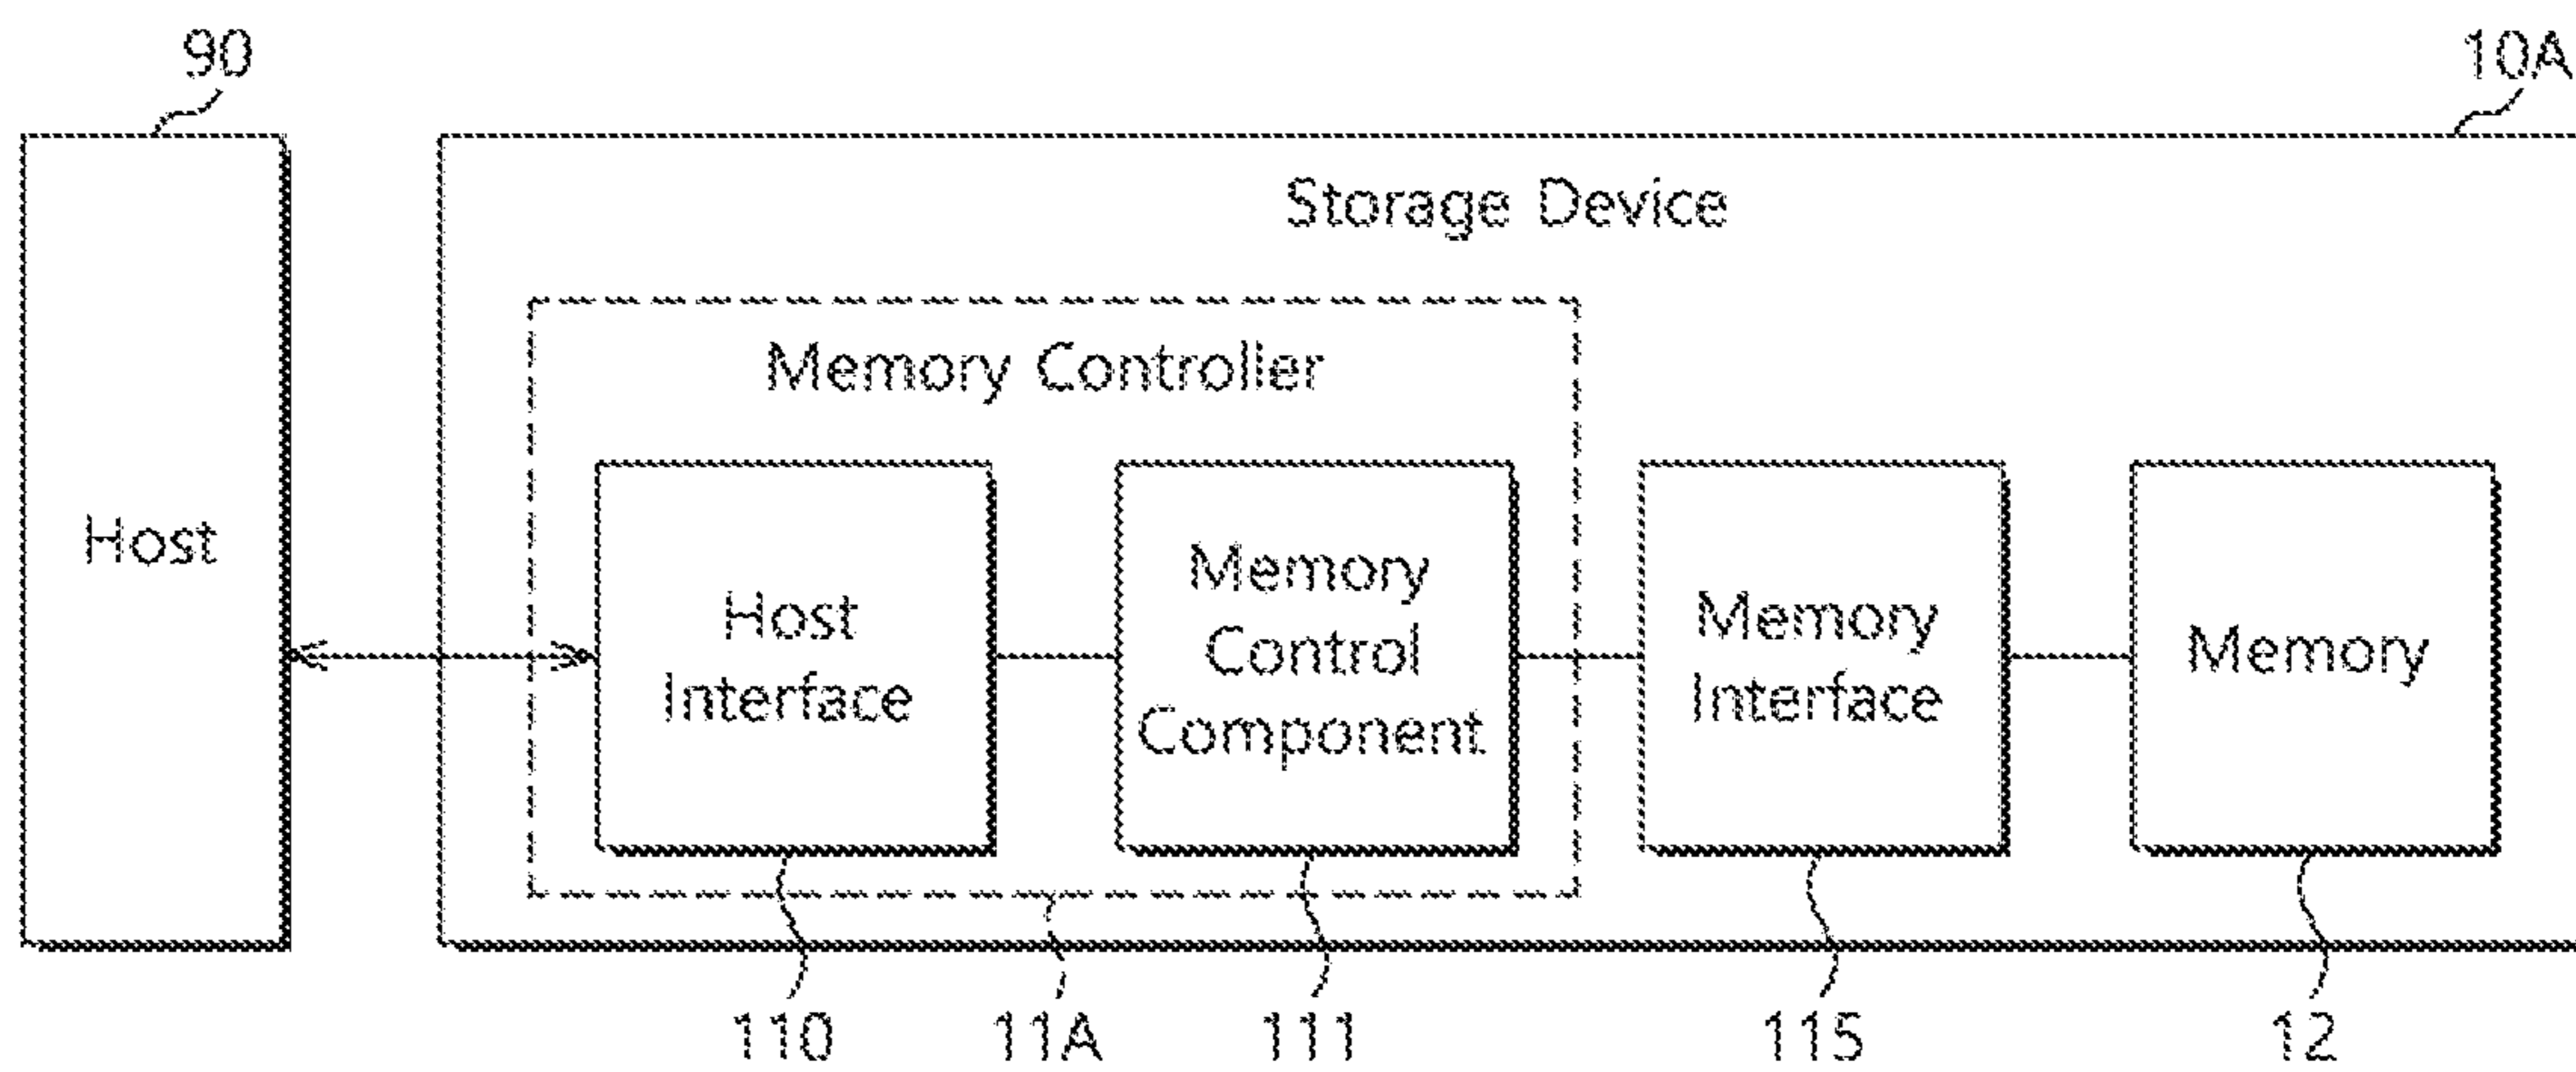 90
10A
Storage Device
Memory Controller
Host
Host
Interface
Memory
Control
Component
Memory
Interface
Memory
110
11A
111
115
12